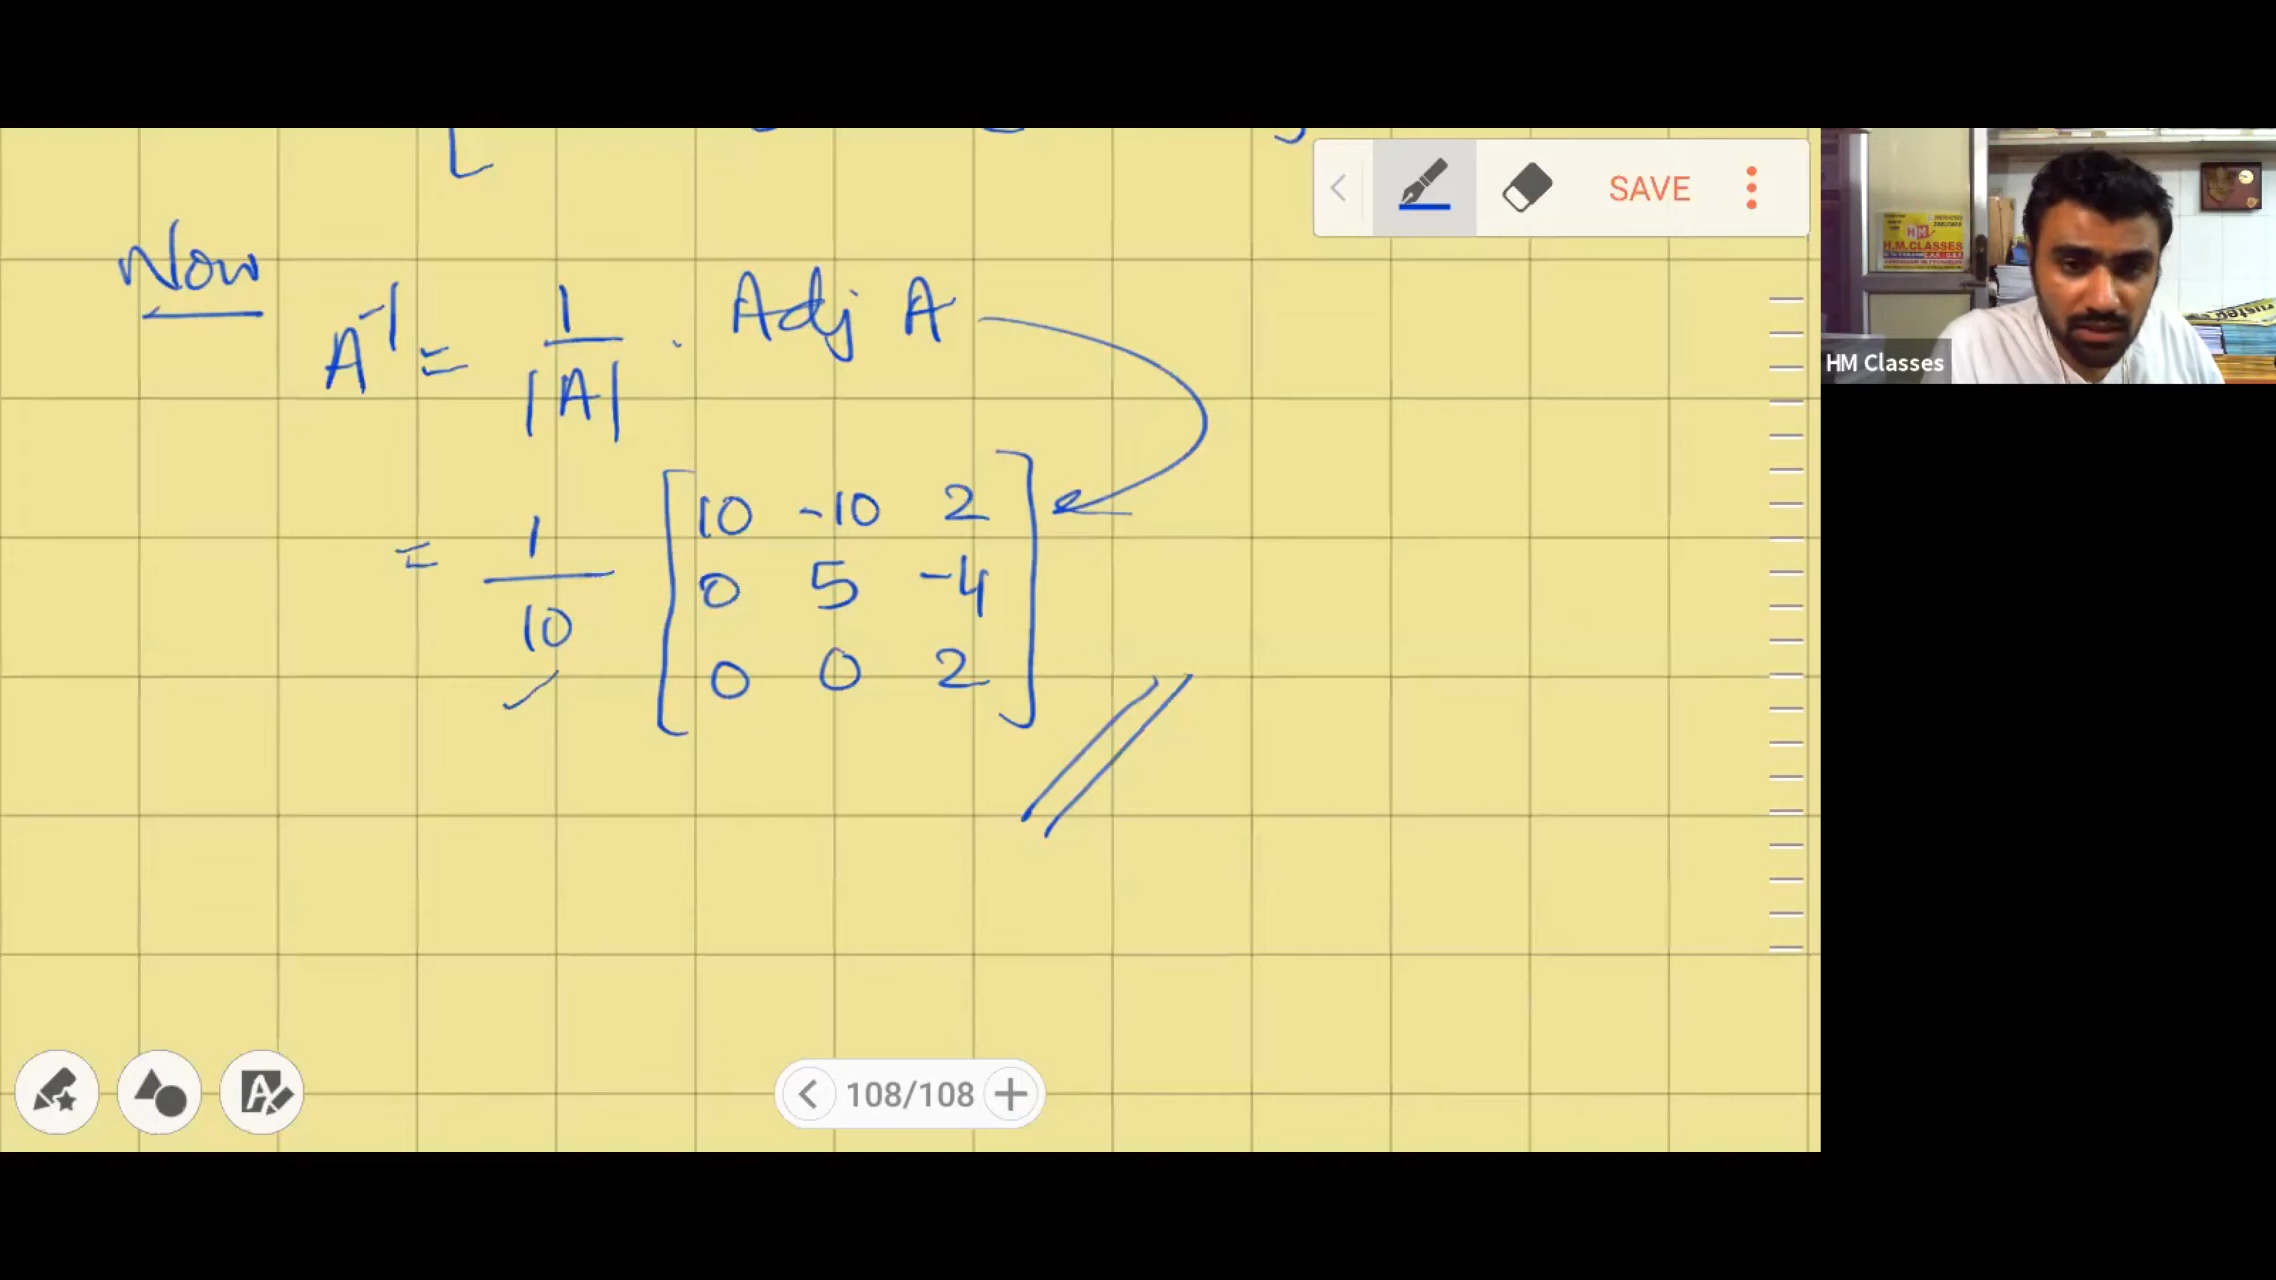 SAVE
Now
A⁻¹ = 1/|A| . Adj A
= 1/10 [10 -10 2
0 5 -4
0 0 2]
H.M.CLASSES
HM Classes
108/108